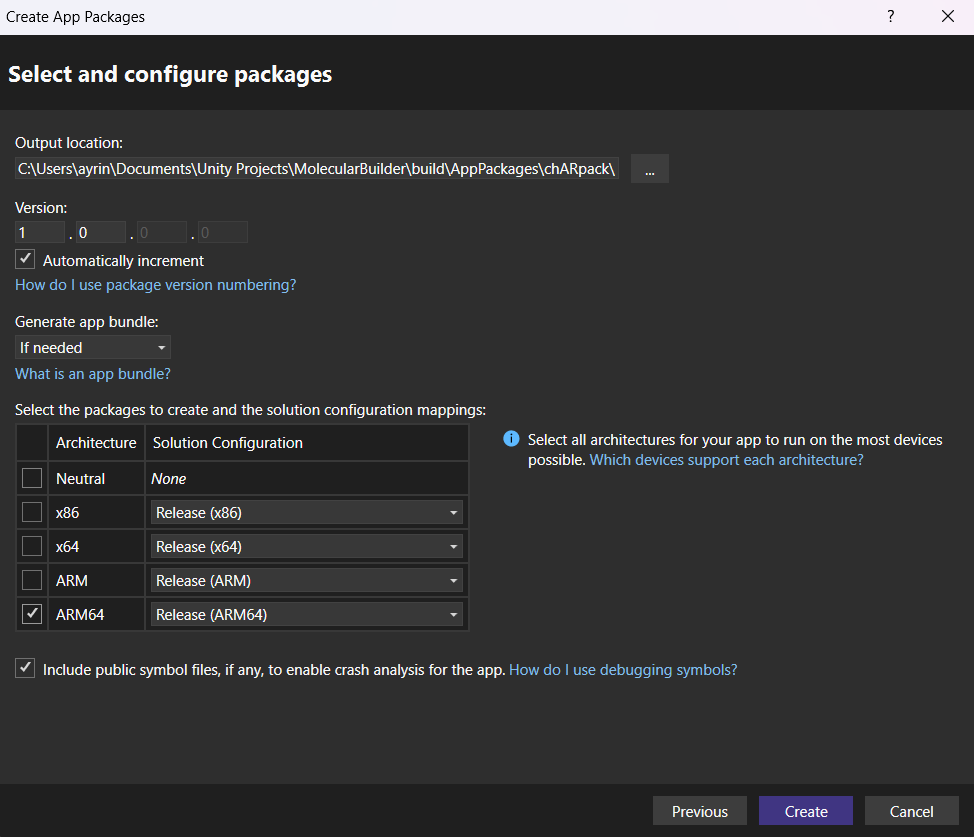 Create App Packages
?
Select and configure packages
Output location:
C:\Users\ayrin\Documents\Unity Projects\MolecularBuilder\build\AppPackages\chARpack\
...
Version:
1 . 0 . 0 . 0
Automatically increment
How do I use package version numbering?
Generate app bundle:
If needed
What is an app bundle?
Select the packages to create and the solution configuration mappings:
Architecture Solution Configuration
Neutral None
x86 Release (x86)
x64 Release (x64)
ARM Release (ARM)
ARM64 Release (ARM64)
Select all architectures for your app to run on the most devices
possible. Which devices support each architecture?
Include public symbol files, if any, to enable crash analysis for the app. How do I use debugging symbols?
Previous Create Cancel